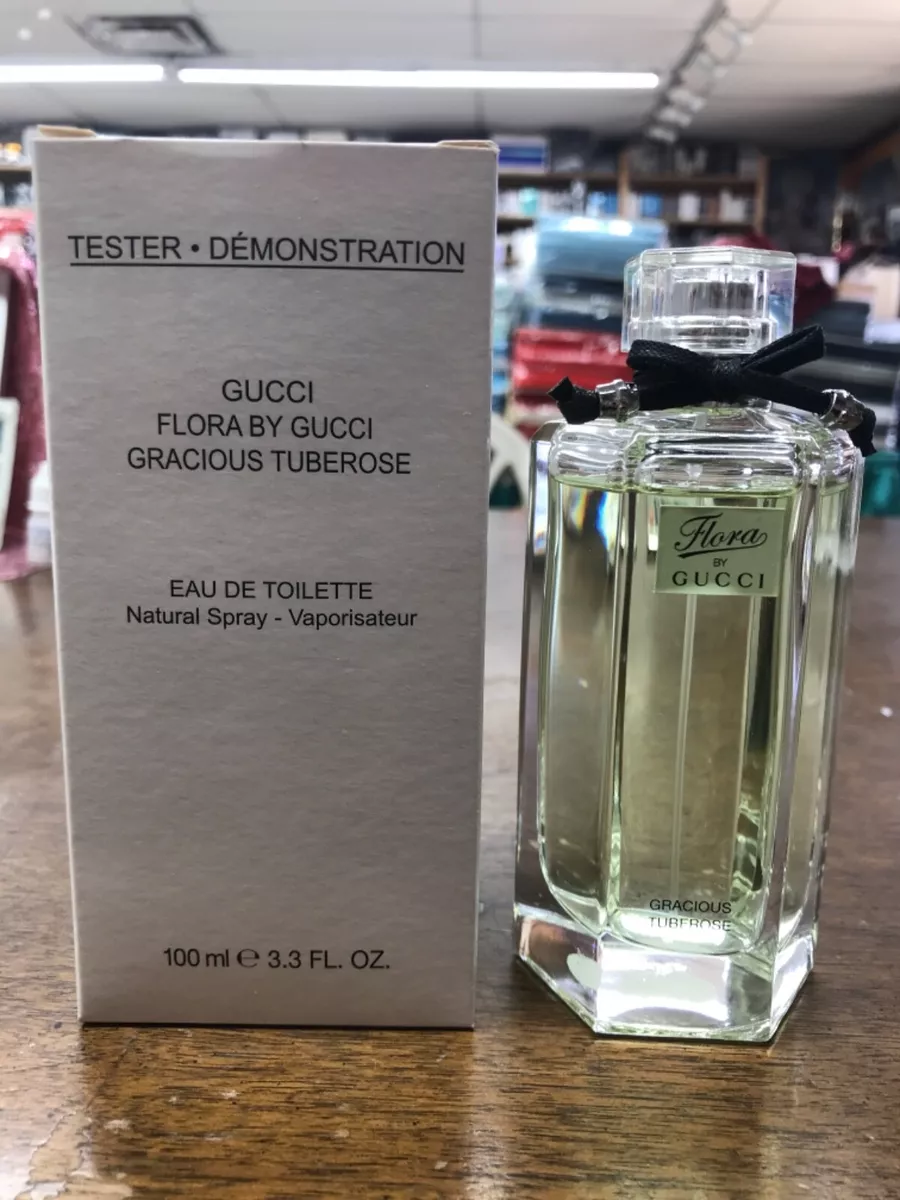 TESTER • DÉMONSTRATION
GUCCI
FLORA BY GUCCI
GRACIOUS TUBEROSE
EAU DE TOILETTE
Natural Spray - Vaporisateur
100 ml ℮ 3.3 FL. OZ.
Flora
BY
GUCCI
GRACIOUS
TUBEROSE